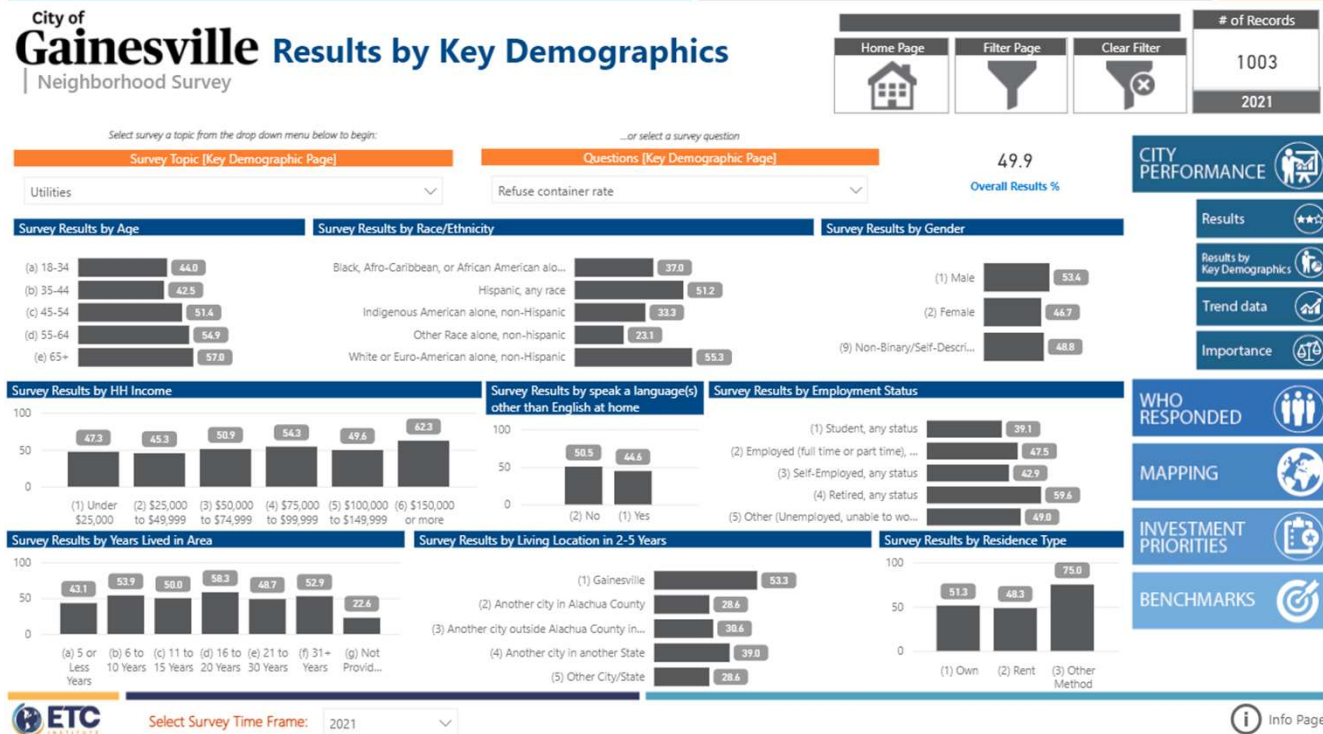 City of
Gainesville
Neighborhood Survey
Results by Key Demographics
Home Page
Filter Page
Clear Filter
# of Records
1003
2021
Select survey a topic from the drop down menu below to begin:
...or select a survey question
Survey Topic [Key Demographic Page]
Questions [Key Demographic Page]
Utilities
Refuse container rate
49.9
Overall Results %
CITY
PERFORMANCE
Results
Results by
Key Demographics
Trend data
Importance
WHO
RESPONDED
MAPPING
INVESTMENT
PRIORITIES
BENCHMARKS
Survey Results by Age
(a) 18-34 44.0
(b) 35-44 42.5
(c) 45-54 51.4
(d) 55-64 54.9
(e) 65+ 57.0
Survey Results by Race/Ethnicity
Black, Afro-Caribbean, or African American alo... 37.0
Hispanic, any race 51.2
Indigenous American alone, non-Hispanic 33.3
Other Race alone, non-hispanic 23.1
White or Euro-American alone, non-Hispanic 55.3
Survey Results by Gender
(1) Male 53.4
(2) Female 46.7
(9) Non-Binary/Self-Descri... 48.8
Survey Results by HH Income
100
50
0
47.3 45.3 50.9 54.3 49.6 62.3
(1) Under (2) $25,000 (3) $50,000 (4) $75,000 (5) $100,000 (6) $150,000
$25,000 to $49,999 to $74,999 to $99,999 to $149,999 or more
Survey Results by speak a language(s)
other than English at home
100
50
0
50.5 44.6
(2) No (1) Yes
Survey Results by Employment Status
(1) Student, any status 39.1
(2) Employed (full time or part time), ... 47.5
(3) Self-Employed, any status 42.9
(4) Retired, any status 59.6
(5) Other (Unemployed, unable to wo... 49.0
Survey Results by Years Lived in Area
100
50
0
43.1 53.9 50.0 58.3 48.7 52.9 22.6
(a) 5 or (b) 6 to (c) 11 to (d) 16 to (e) 21 to (f) 31+ (g) Not
Less 10 Years 15 Years 20 Years 30 Years Years Provid...
Years
Survey Results by Living Location in 2-5 Years
(1) Gainesville 53.3
(2) Another city in Alachua County 28.6
(3) Another city outside Alachua County in... 30.6
(4) Another city in another State 39.0
(5) Other City/State 28.6
Survey Results by Residence Type
100
50
0
51.3 48.3 75.0
(1) Own (2) Rent (3) Other
Method
ETC
INSTITUTE
Select Survey Time Frame: 2021
Info Page